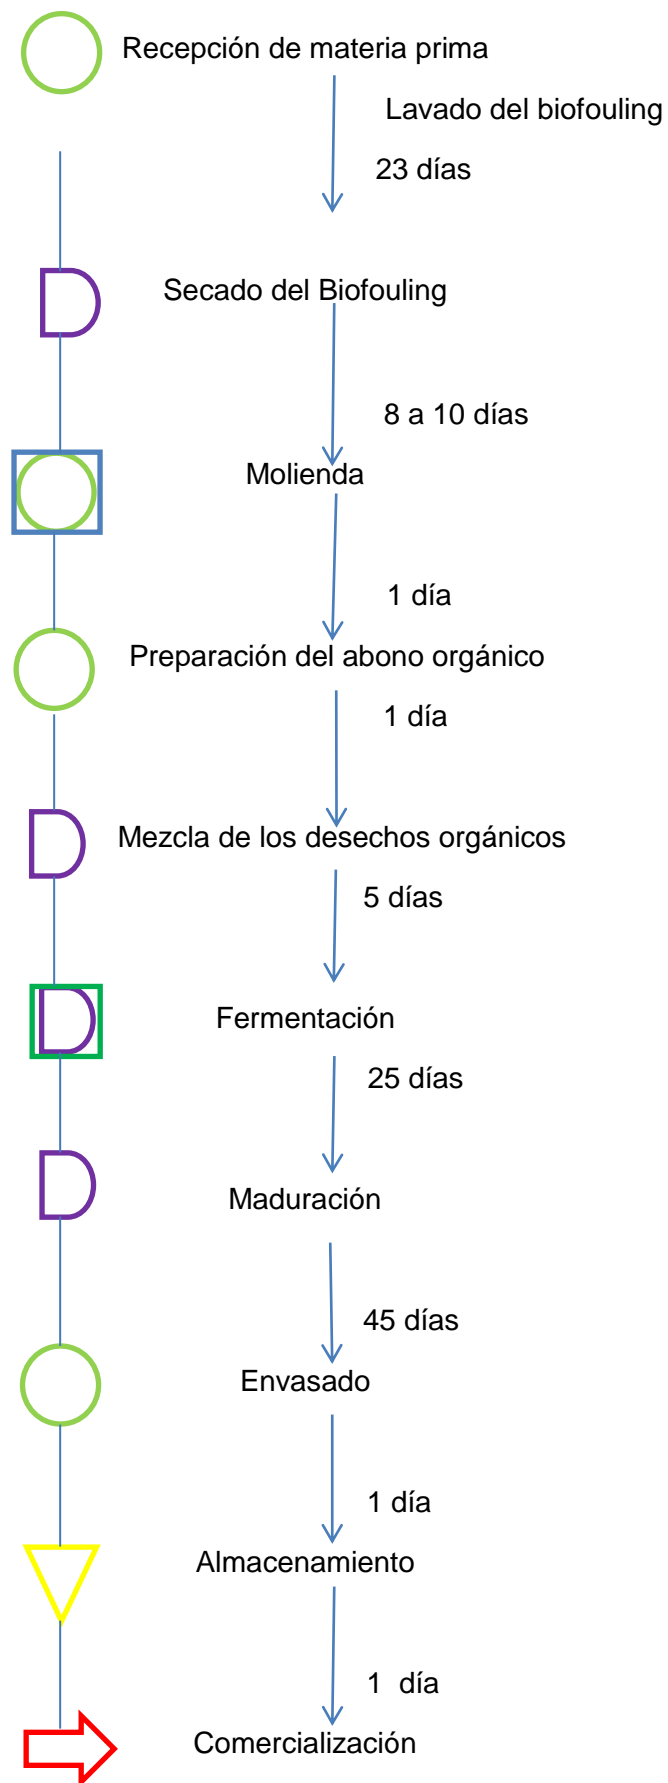 Recepción de materia prima
Lavado del biofouling
23 días
Secado del Biofouling
8 a 10 días
Molienda
1 día
Preparación del abono orgánico
1 día
Mezcla de los desechos orgánicos
5 días
Fermentación
25 días
Maduración
45 días
Envasado
1 día
Almacenamiento
1 día
Comercialización